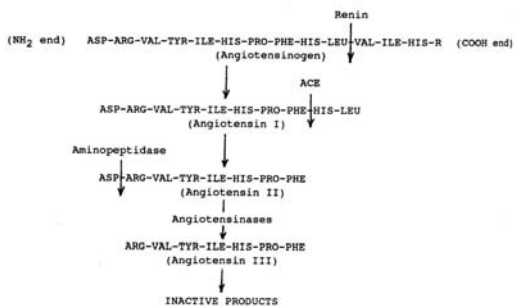 Renin
(NH2 end) ASP-ARG-VAL-TYR-ILE-HIS-PRO-PHE-HIS-LEU-VAL-ILE-HIS-R (COOH end)
(Angiotensinogen)
ACE
ASP-ARG-VAL-TYR-ILE-HIS-PRO-PHE-HIS-LEU
(Angiotensin I)
Aminopeptidase
ASP-ARG-VAL-TYR-ILE-HIS-PRO-PHE
(Angiotensin II)
Angiotensinases
ARG-VAL-TYR-ILE-HIS-PRO-PHE
(Angiotensin III)
INACTIVE PRODUCTS